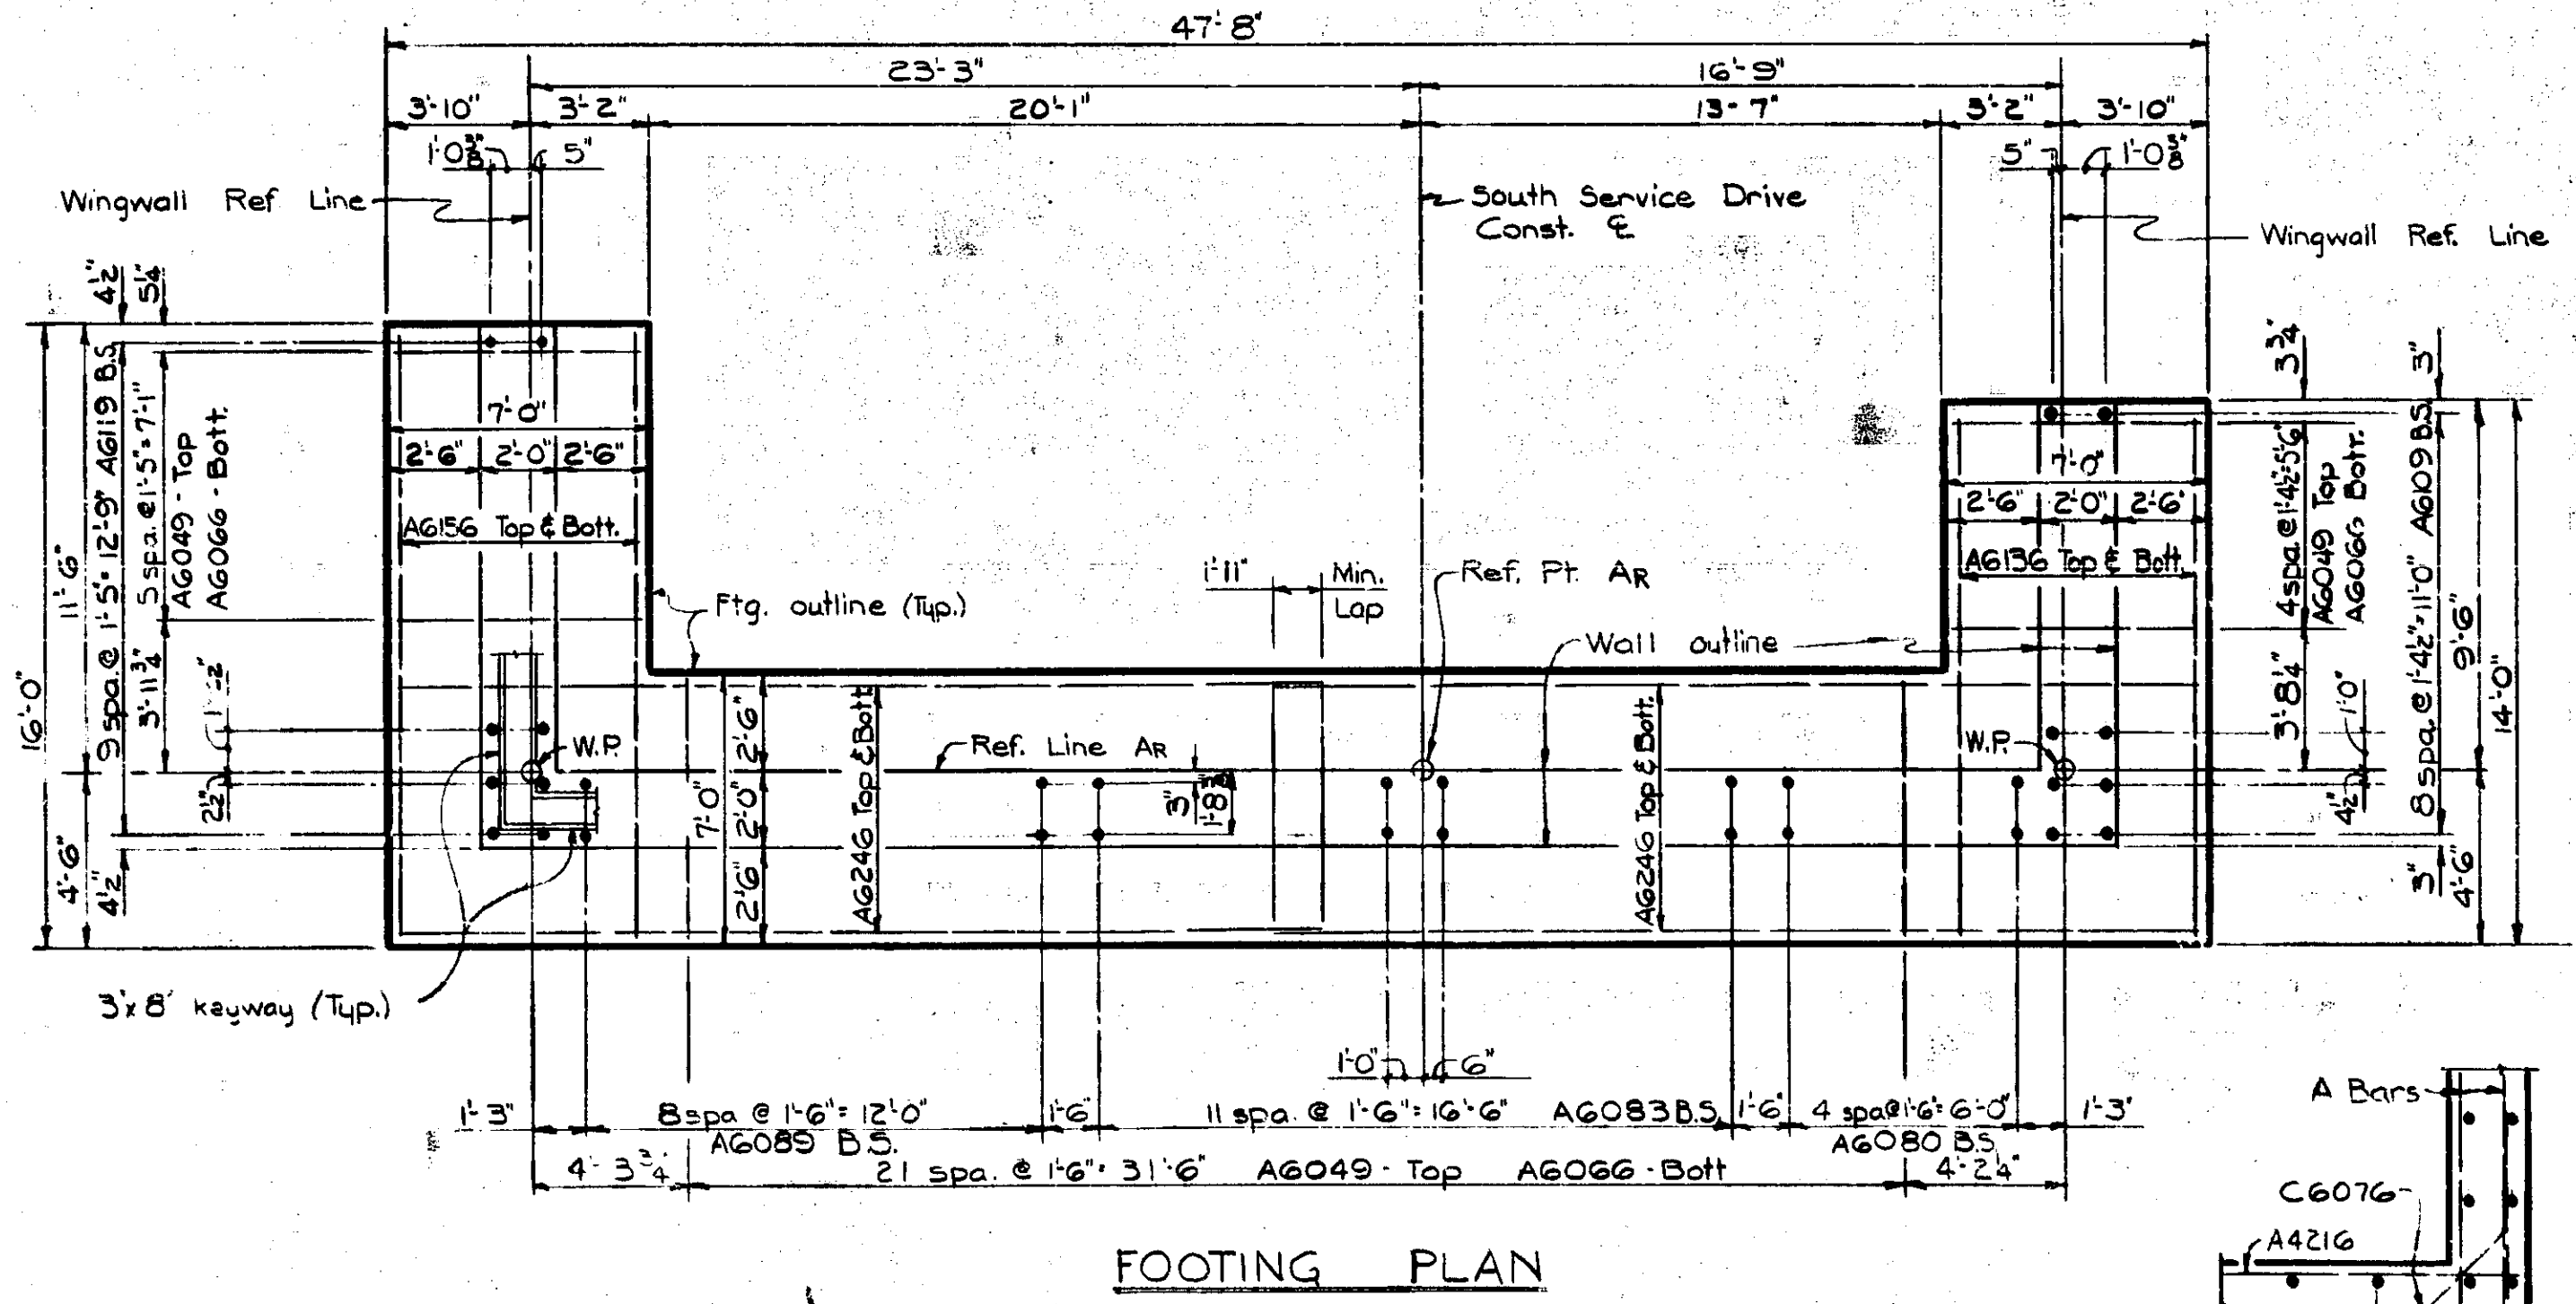 47'-8"
23'-3"
16'-9"
3'-10"
3'-2"
20'-1"
13'-7"
3'-2"
3'-10"
1'-0⅜"
5"
5"
1'-0⅜"
Wingwall Ref Line
South Service Drive
Const. ℄
Wingwall Ref. Line
4½"
5¼"
3¾"
3"
16'-0"
11'-6"
4'-6"
9 spa. @ 1'-5" = 12'-9" A6119 B.S.
5 spa. @ 1'-5" = 7'-1"
A6049 - Top
A6066 - Bott.
3'-11¾"
2½"
4½"
7'-0"
2'-6"
2'-0"
2'-6"
A6156 Top & Bott.
Ftg. outline (Typ.)
1'-11"
Min.
Lap
Ref. Pt. AR
Wall outline
7'-0"
2'-6"
2'-0"
2'-6"
A6136 Top & Bott.
4 spa. @ 1'-4½" = 5'-6"
A6049 Top
A6066 Bott.
8 spa. @ 1'-4½" = 11'-0" A6109 B.S.
9'-6"
14'-0"
3'-8¼"
1'-0"
4½"
3"
4'-6"
W.P.
Ref. Line AR
W.P.
7'-0"
2'-6"
2'-0"
2'-6"
A6246 Top & Bott.
3"
1'-8⅜"
A6246 Top & Bott.
3"x 8" keyway (Typ.)
1'-0"
6"
1'-3"
8 spa @ 1'-6" = 12'-0"
A6089 B.S.
1'-6"
11 spa. @ 1'-6" = 16'-6" A6083 B.S.
1'-6"
4 spa @ 1'-6" = 6'-0"
A6080 B.S.
1'-3"
4'-3¾"
21 spa. @ 1'-6" = 31'-6" A6049 - Top A6066 - Bott
4'-2¼"
A Bars
C6076
A4216
FOOTING PLAN